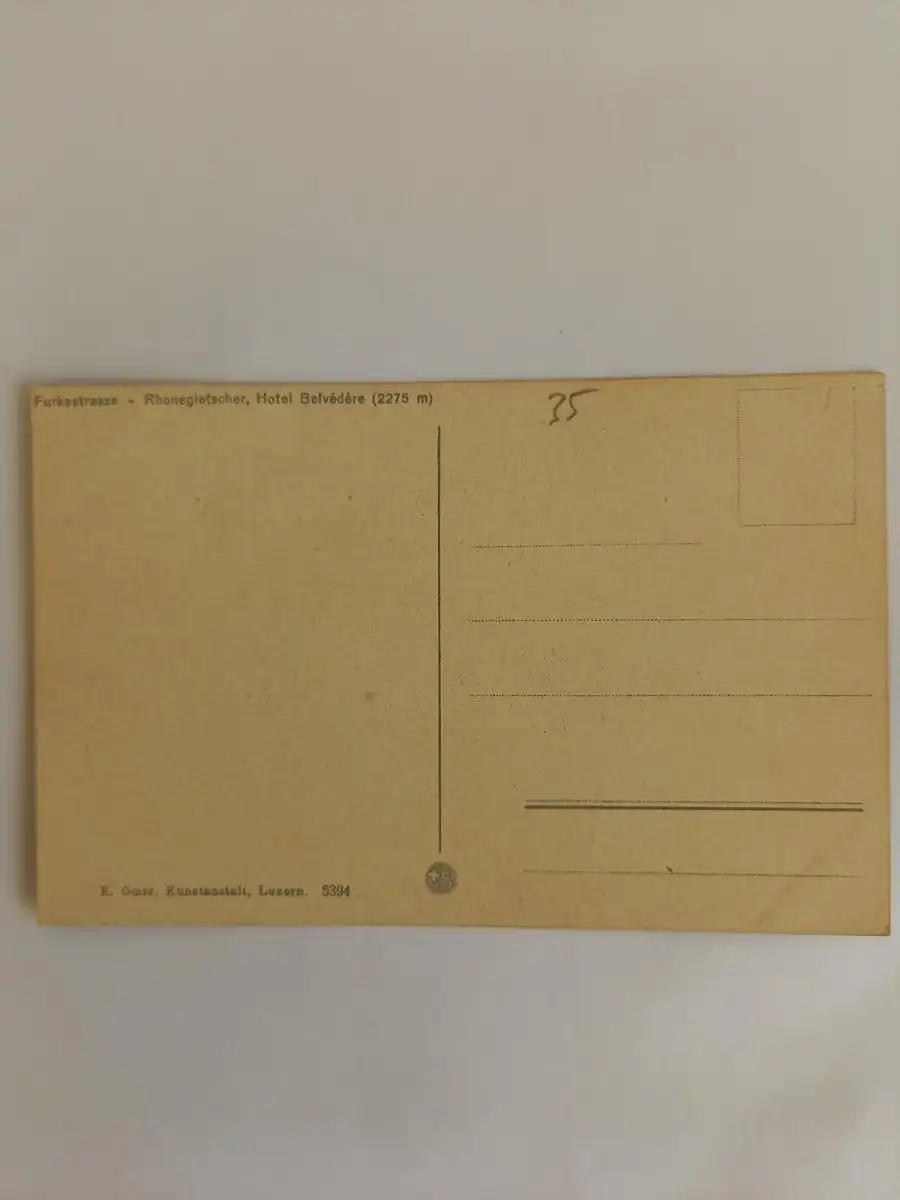 Furkastrasse - Rhonegletscher, Hotel Belvédère (2275 m)
35
E. Goetz, Kunstanstalt, Luzern. 5394